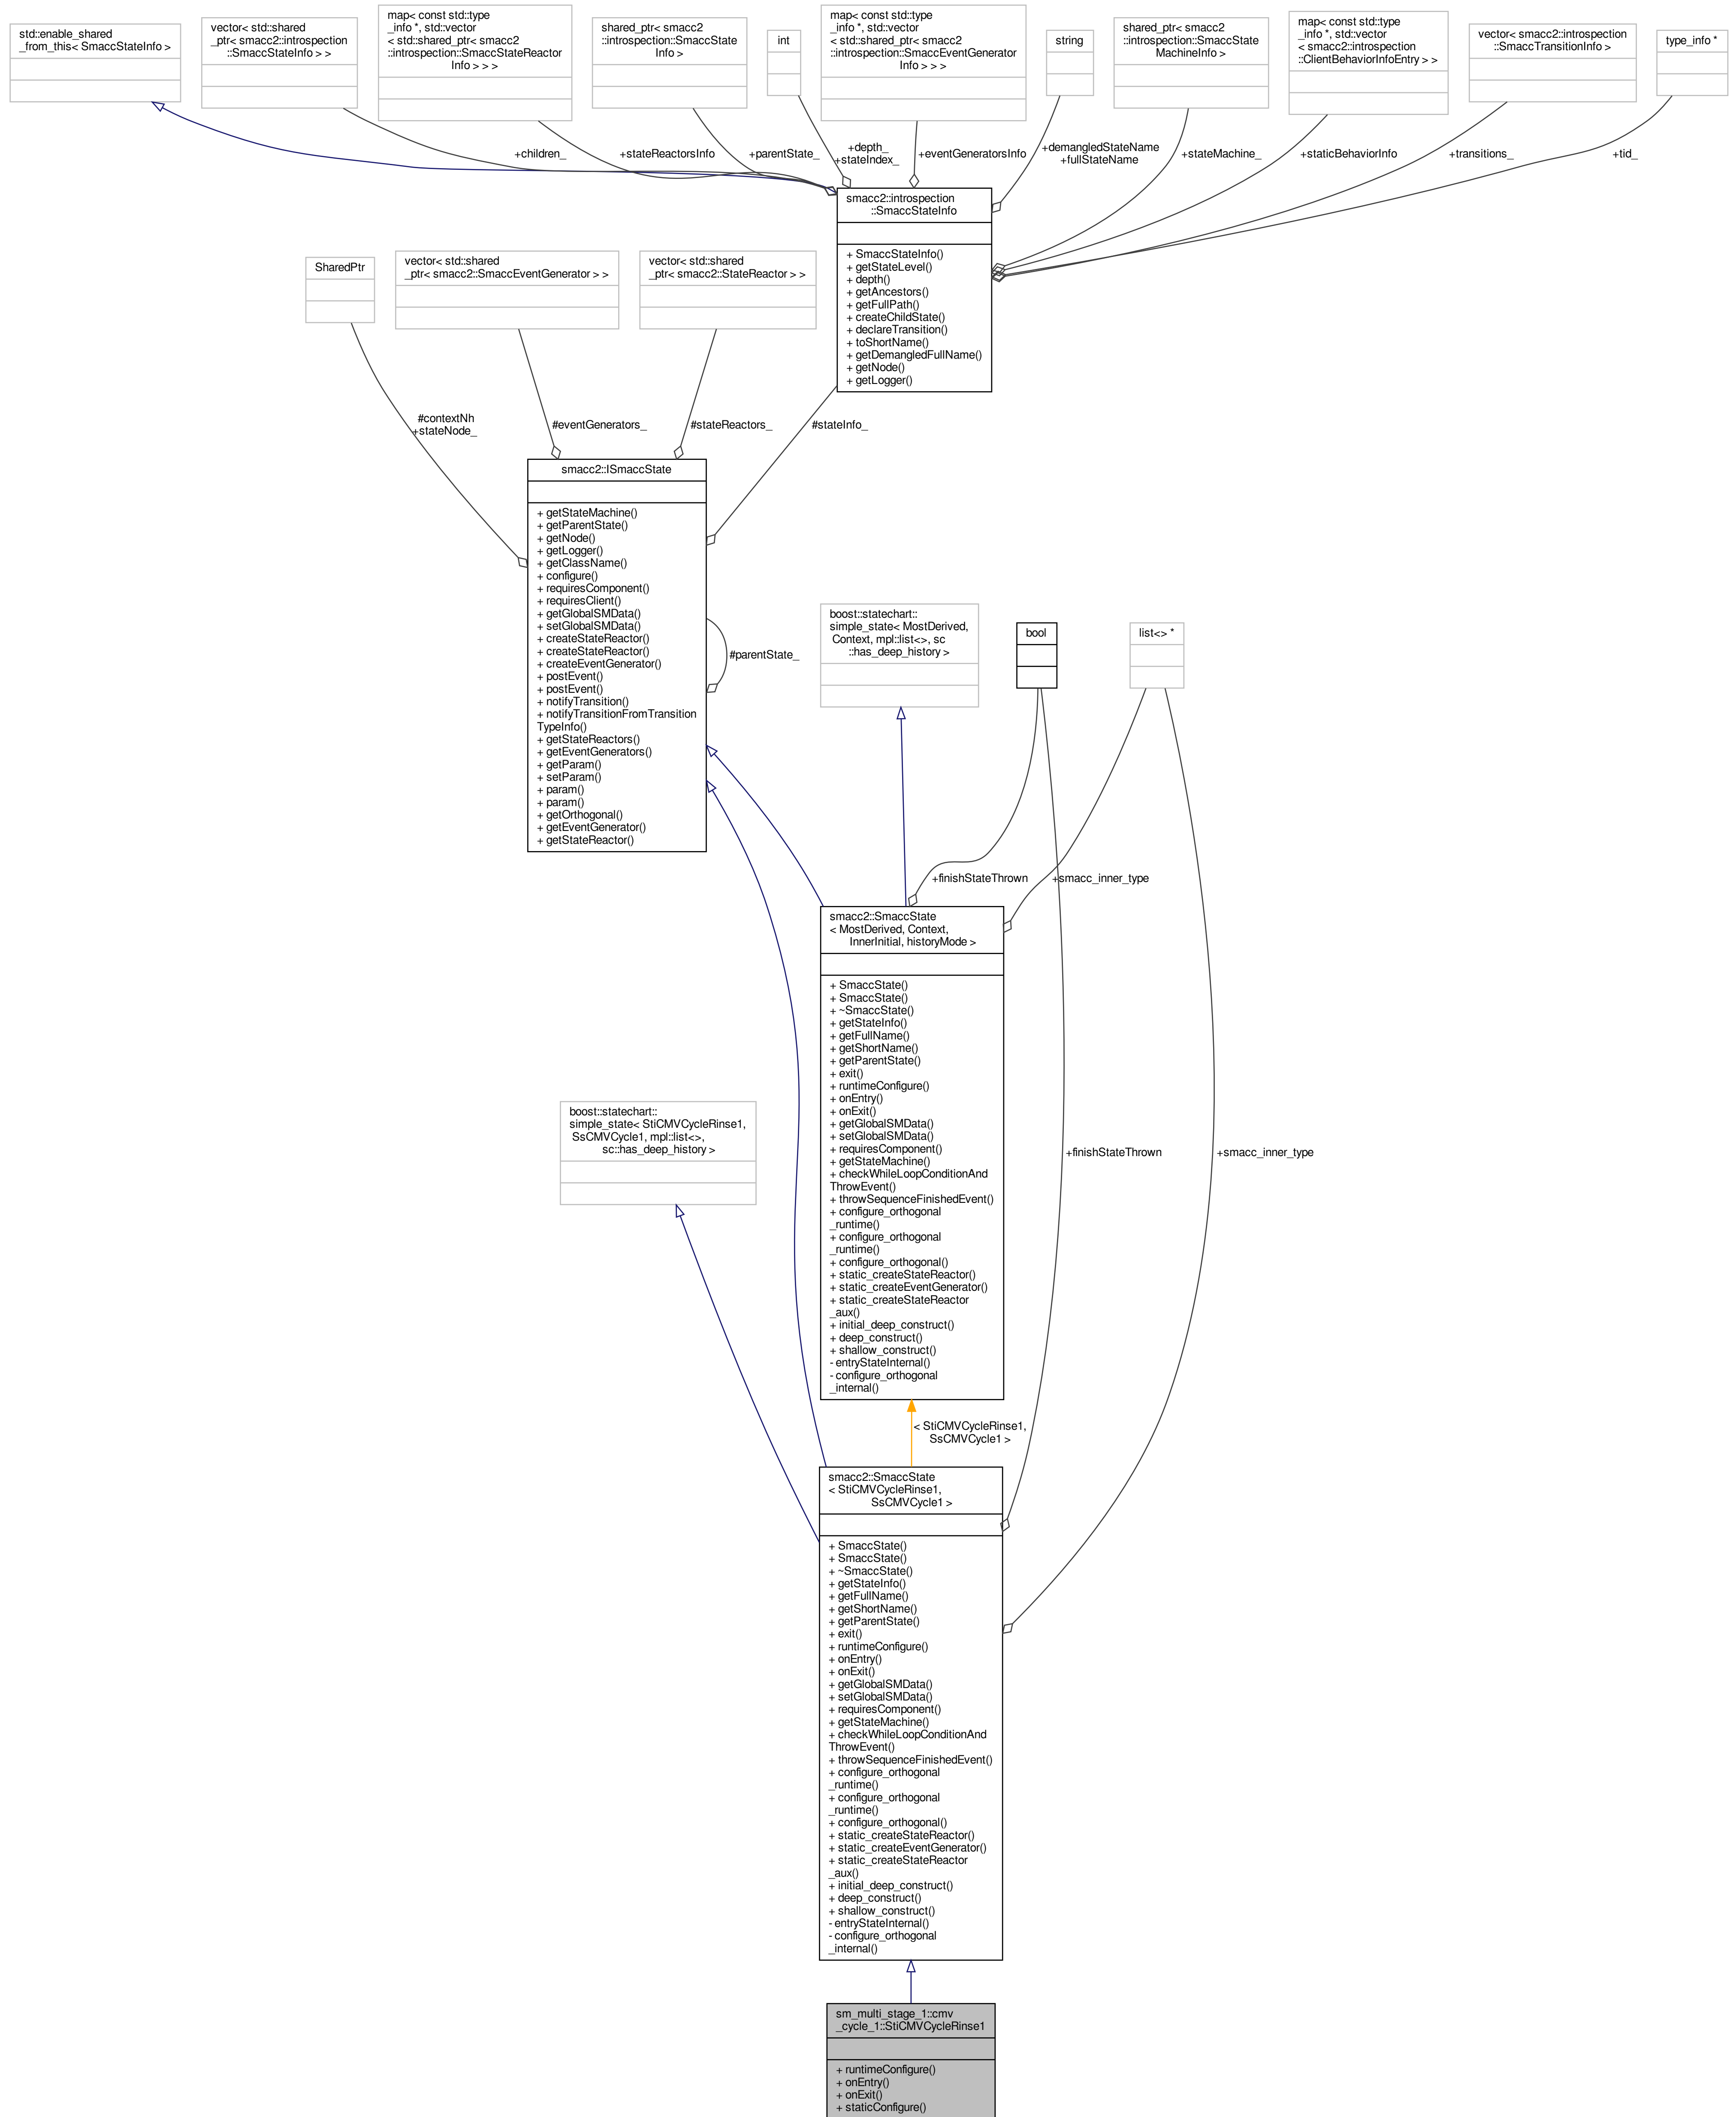 std::enable_shared
_from_this< SmaccStateInfo >
vector< std::shared
_ptr< smacc2::introspection
::SmaccStateInfo > >
map< const std::type
_info *, std::vector
< std::shared_ptr< smacc2
::introspection::SmaccStateReactor
Info > > >
shared_ptr< smacc2
::introspection::SmaccState
Info >
int
map< const std::type
_info *, std::vector
< std::shared_ptr< smacc2
::introspection::SmaccEventGenerator
Info > > >
string
shared_ptr< smacc2
::introspection::SmaccState
MachineInfo >
map< const std::type
_info *, std::vector
< smacc2::introspection
::ClientBehaviorInfoEntry > >
vector< smacc2::introspection
::SmaccTransitionInfo >
type_info *
+children_
+stateReactorsInfo
+parentState_
+depth_
+stateIndex_
+eventGeneratorsInfo
+demangledStateName
+fullStateName
+stateMachine_
+staticBehaviorInfo
+transitions_
+tid_
smacc2::introspection
::SmaccStateInfo
+ SmaccStateInfo()
+ getStateLevel()
+ depth()
+ getAncestors()
+ getFullPath()
+ createChildState()
+ declareTransition()
+ toShortName()
+ getDemangledFullName()
+ getNode()
+ getLogger()
SharedPtr
vector< std::shared
_ptr< smacc2::SmaccEventGenerator > >
vector< std::shared
_ptr< smacc2::StateReactor > >
#contextNh
+stateNode_
#eventGenerators_
#stateReactors_
#stateInfo_
smacc2::ISmaccState
+ getStateMachine()
+ getParentState()
+ getNode()
+ getLogger()
+ getClassName()
+ configure()
+ requiresComponent()
+ requiresClient()
+ getGlobalSMData()
+ setGlobalSMData()
+ createStateReactor()
+ createStateReactor()
+ createEventGenerator()
+ postEvent()
+ postEvent()
+ notifyTransition()
+ notifyTransitionFromTransition
TypeInfo()
+ getStateReactors()
+ getEventGenerators()
+ getParam()
+ setParam()
+ param()
+ param()
+ getOrthogonal()
+ getEventGenerator()
+ getStateReactor()
#parentState_
boost::statechart::
simple_state< MostDerived,
Context, mpl::list<>, sc
::has_deep_history >
bool
list<> *
+finishStateThrown
+smacc_inner_type
smacc2::SmaccState
< MostDerived, Context,
InnerInitial, historyMode >
+ SmaccState()
+ SmaccState()
+ ~SmaccState()
+ getStateInfo()
+ getFullName()
+ getShortName()
+ getParentState()
+ exit()
+ runtimeConfigure()
+ onEntry()
+ onExit()
+ getGlobalSMData()
+ setGlobalSMData()
+ requiresComponent()
+ getStateMachine()
+ checkWhileLoopConditionAnd
ThrowEvent()
+ throwSequenceFinishedEvent()
+ configure_orthogonal
_runtime()
+ configure_orthogonal
_runtime()
+ configure_orthogonal()
+ static_createStateReactor()
+ static_createEventGenerator()
+ static_createStateReactor
_aux()
+ initial_deep_construct()
+ deep_construct()
+ shallow_construct()
- entryStateInternal()
- configure_orthogonal
_internal()
boost::statechart::
simple_state< StiCMVCycleRinse1,
SsCMVCycle1, mpl::list<>,
sc::has_deep_history >
+finishStateThrown
+smacc_inner_type
< StiCMVCycleRinse1,
SsCMVCycle1 >
smacc2::SmaccState
< StiCMVCycleRinse1,
SsCMVCycle1 >
+ SmaccState()
+ SmaccState()
+ ~SmaccState()
+ getStateInfo()
+ getFullName()
+ getShortName()
+ getParentState()
+ exit()
+ runtimeConfigure()
+ onEntry()
+ onExit()
+ getGlobalSMData()
+ setGlobalSMData()
+ requiresComponent()
+ getStateMachine()
+ checkWhileLoopConditionAnd
ThrowEvent()
+ throwSequenceFinishedEvent()
+ configure_orthogonal
_runtime()
+ configure_orthogonal
_runtime()
+ configure_orthogonal()
+ static_createStateReactor()
+ static_createEventGenerator()
+ static_createStateReactor
_aux()
+ initial_deep_construct()
+ deep_construct()
+ shallow_construct()
- entryStateInternal()
- configure_orthogonal
_internal()
sm_multi_stage_1::cmv
_cycle_1::StiCMVCycleRinse1
+ runtimeConfigure()
+ onEntry()
+ onExit()
+ staticConfigure()